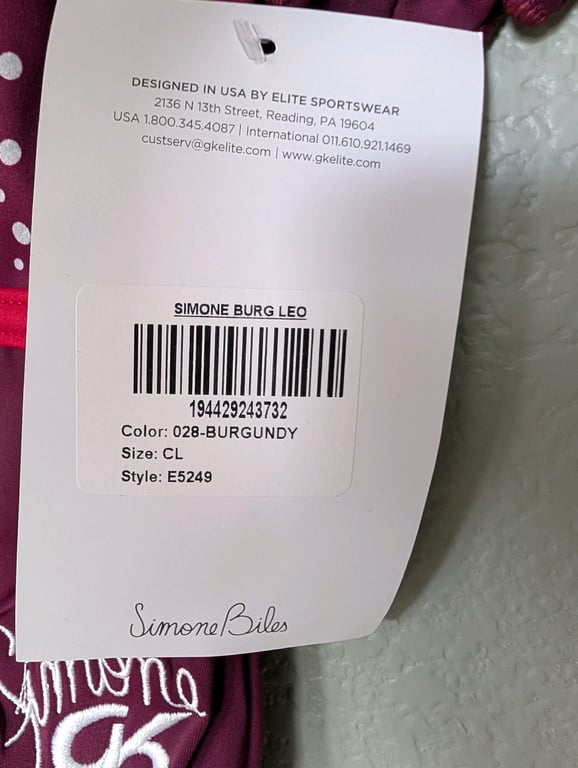 DESIGNED IN USA BY ELITE SPORTSWEAR
2136 N 13th Street, Reading, PA 19604
USA 1.800.345.4087 | International 011.610.921.1469
custserv@gkelite.com | www.gkelite.com
SIMONE BURG LEO
194429243732
Color: 028-BURGUNDY
Size: CL
Style: E5249
Simone Biles
Simone
GK